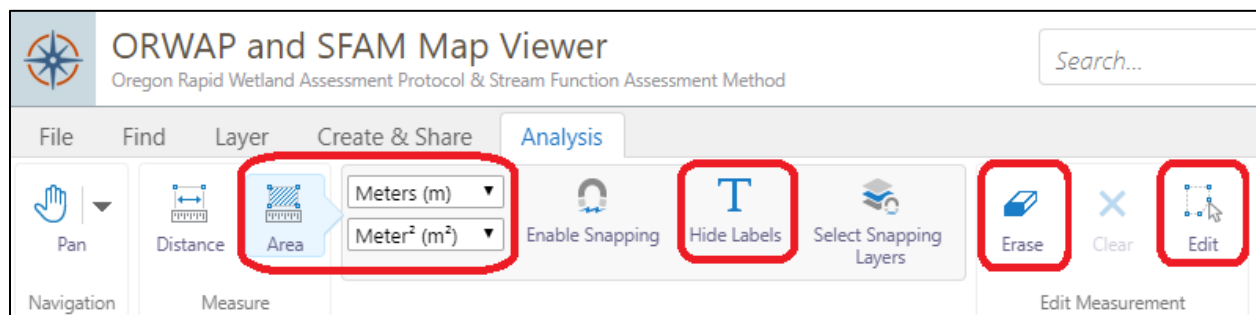 ORWAP and SFAM Map Viewer
Oregon Rapid Wetland Assessment Protocol & Stream Function Assessment Method
Search...
File Find Layer Create & Share Analysis
Meters (m)
Meter² (m²)
Pan Distance Area Enable Snapping Hide Labels Select Snapping Erase Clear Edit
Layers
Navigation Measure Edit Measurement